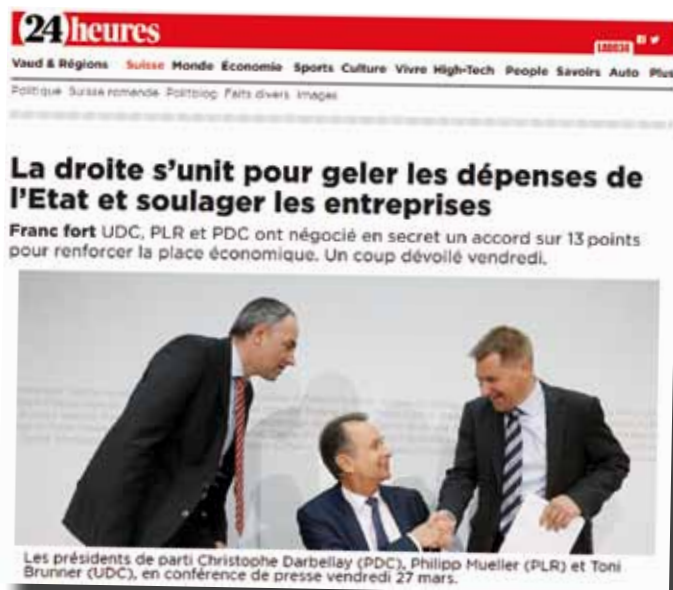 (24)heures
LABO24
Vaud & Régions Suisse Monde Économie Sports Culture Vivre High-Tech People Savoirs Auto Plus
Politique Suisse romande Politblog Faits divers Images
La droite s’unit pour geler les dépenses de
l’Etat et soulager les entreprises
Franc fort UDC, PLR et PDC ont négocié en secret un accord sur 13 points
pour renforcer la place économique. Un coup dévoilé vendredi.
Les présidents de parti Christophe Darbellay (PDC), Philipp Mueller (PLR) et Toni
Brunner (UDC), en conférence de presse vendredi 27 mars.